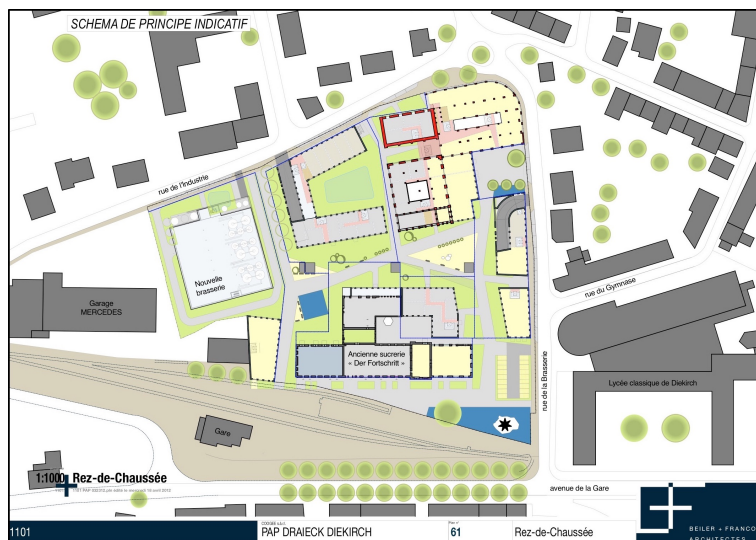 SCHEMA DE PRINCIPE INDICATIF
rue de l'Industrie
Nouvelle
brasserie
Garage
MERCEDES
rue du Gymnase
Ancienne sucrerie
« Der Fortschritt »
rue de la Brasserie
Lycée classique de Diekirch
Gare
1:1000 Rez-de-Chaussée
avenue de la Gare
1101
PAP DRAIECK DIEKIRCH
61
Rez-de-Chaussée
BEILER + FRANCO
ARCHITECTES